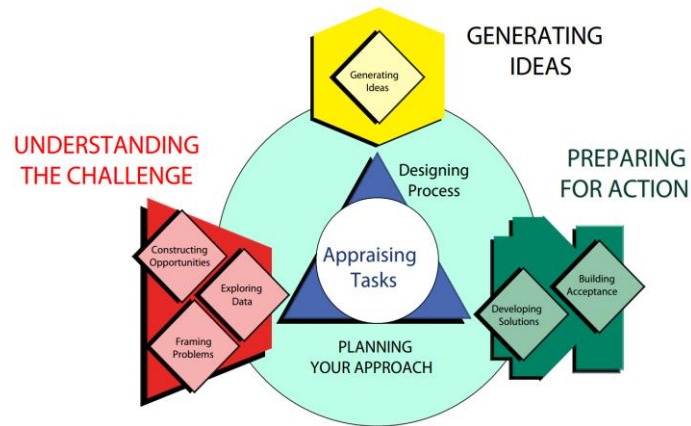 GENERATING
IDEAS
Generating
Ideas
UNDERSTANDING
THE CHALLENGE
Constructing
Opportunities
Exploring
Data
Framing
Problems
Designing
Process
Appraising
Tasks
PLANNING
YOUR APPROACH
PREPARING
FOR ACTION
Building
Acceptance
Developing
Solutions